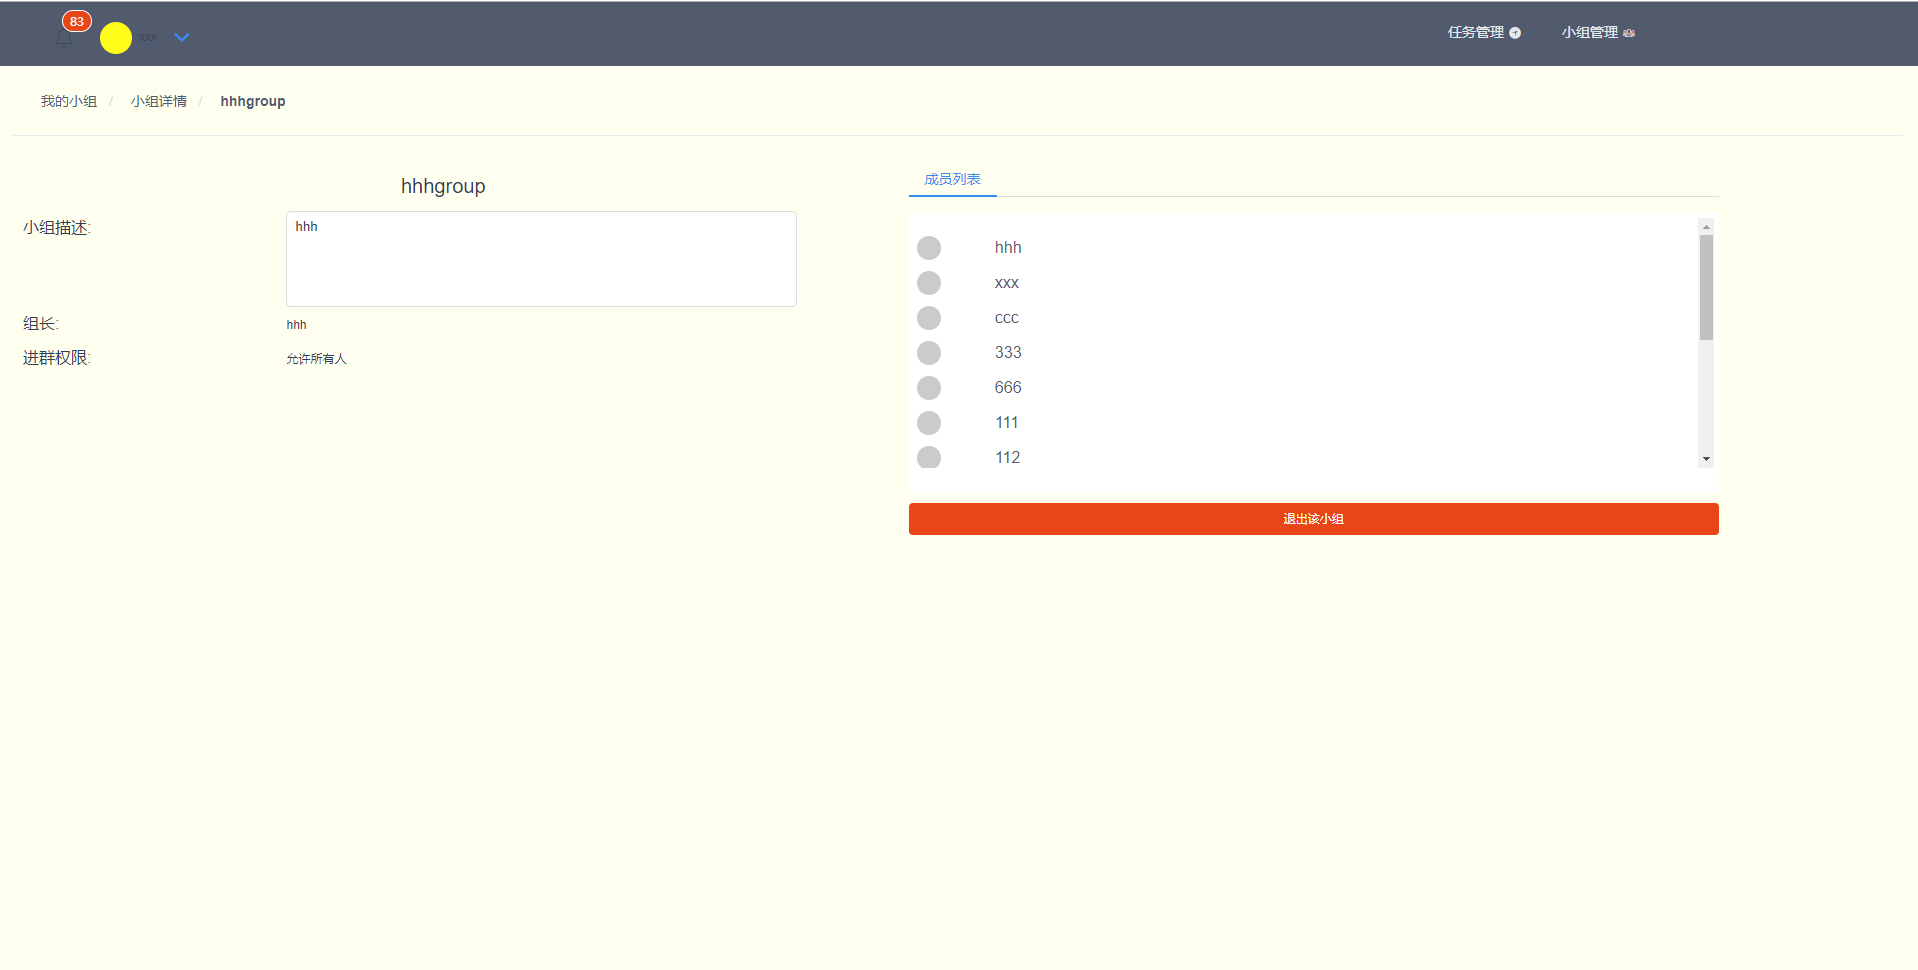 83
xxx
任务管理
小组管理
我的小组 / 小组详情 / hhhgroup
hhhgroup
小组描述:
hhh
组长:
hhh
进群权限:
允许所有人
成员列表
hhh
xxx
ccc
333
666
111
112
退出该小组